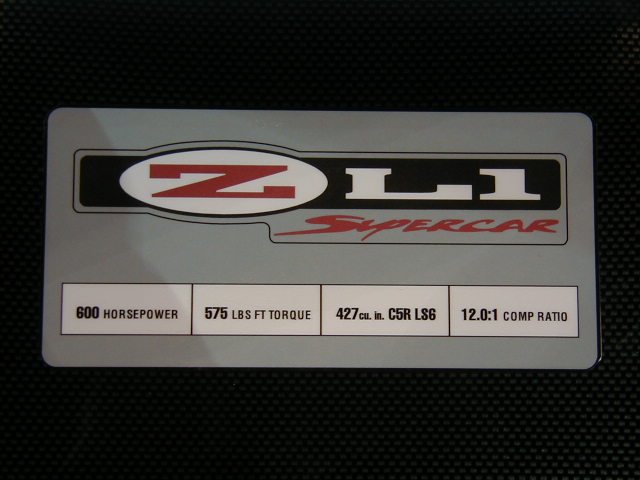 ZL1
SUPERCAR
600 HORSEPOWER
575 LBS FT TORQUE
427cu. in. C5R LS6
12.0:1 COMP RATIO